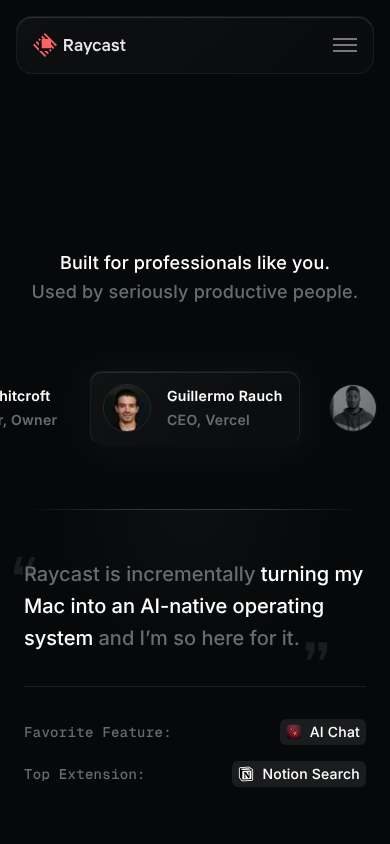 Raycast
Built for professionals like you.
Used by seriously productive people.
hitcroft
r, Owner
Guillermo Rauch
CEO, Vercel
“Raycast is incrementally turning my
Mac into an AI-native operating
system and I’m so here for it.”
Favorite Feature:
AI Chat
Top Extension:
Notion Search